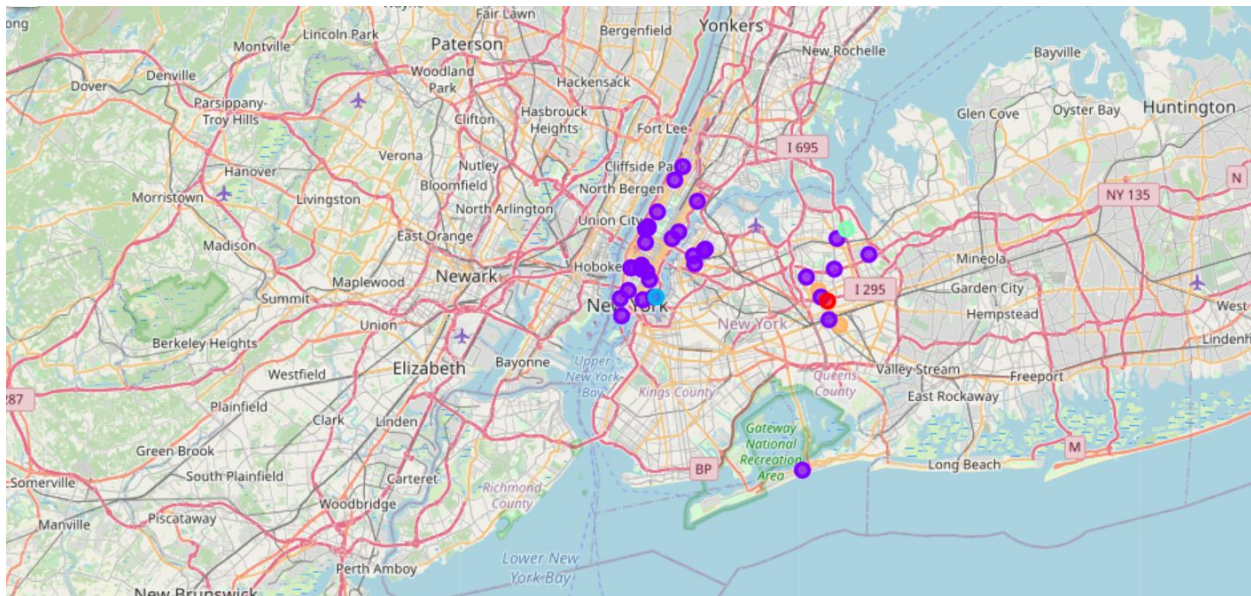 ong
Fair Lawn
Yonkers
Lincoln Park
Bergenfield
Montville
Paterson
New Rochelle
Bayville
Denville
Woodland
Park
Hackensack
Dover
Parsippany-
Troy Hills
Clifton
Hasbrouck
Heights
Glen Cove
Oyster Bay
Huntington
Fort Lee
I 695
Verona
Nutley
Cliffside Pa
Hanover
Bloomfield
North Bergen
N
Morristown
Livingston
North Arlington
NY 135
Union City
East Orange
Madison
Mineola
Newark
Hoboke
Maplewood
I 295
Garden City
Summit
New York
West
Union
New York
Hempstead
Berkeley Heights
Lindenh
Elizabeth
Bayonne
Upper
New York
Bay
Valley Stream
Westfield
Queens
County
Freeport
287
Kings County
East Rockaway
Plainfield
Clark
Linden
Gateway
National
Recreation
Area
Green Brook
M
South Plainfield
Carteret
BP
Long Beach
Somerville
Richmond
County
Woodbridge
Manville
Piscataway
Lower New
York Bay
Perth Amboy
New Brunswick